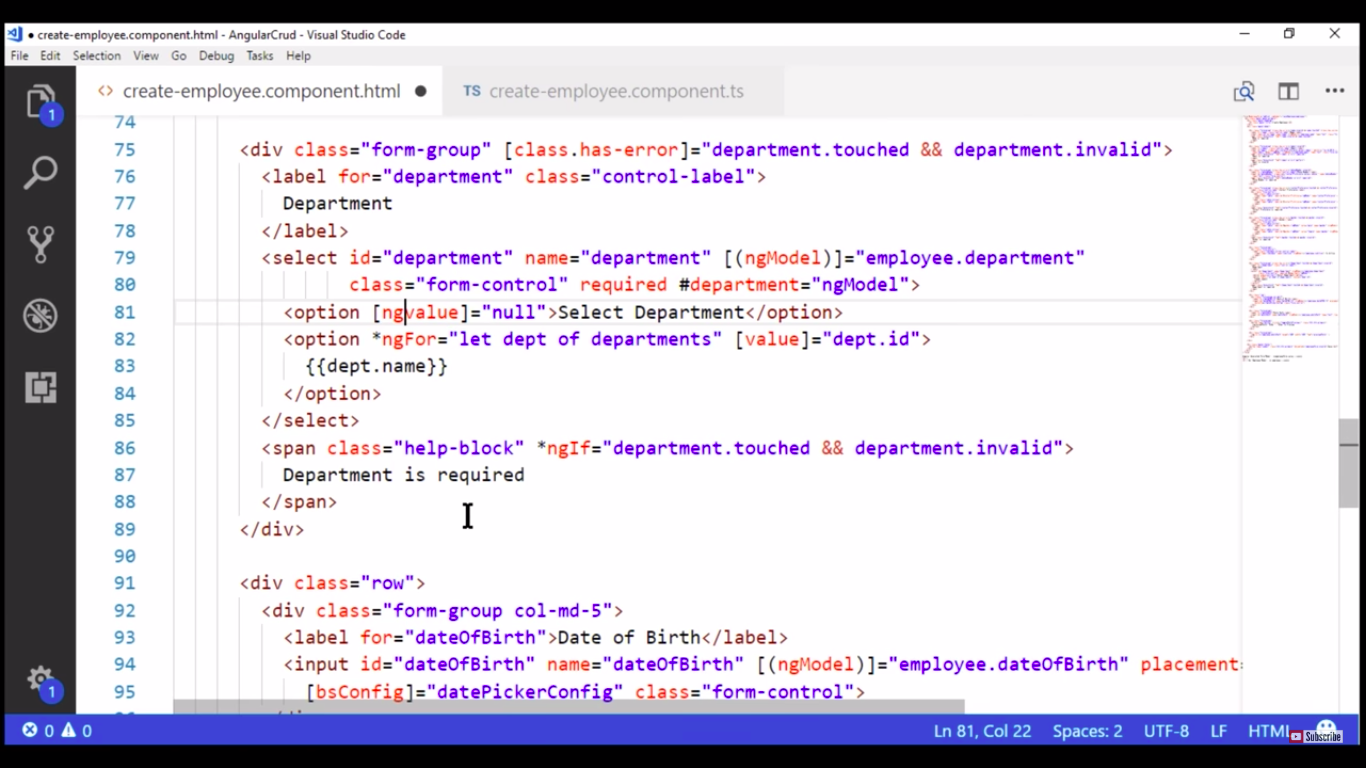 ● create-employee.component.html - AngularCrud - Visual Studio Code
File Edit Selection View Go Debug Tasks Help
<> create-employee.component.html ● TS create-employee.component.ts
1
74
75 <div class="form-group" [class.has-error]="department.touched && department.invalid">
76 <label for="department" class="control-label">
77 Department
78 </label>
79 <select id="department" name="department" [(ngModel)]="employee.department"
80 class="form-control" required #department="ngModel">
81 <option [ngvalue]="null">Select Department</option>
82 <option *ngFor="let dept of departments" [value]="dept.id">
83 {{dept.name}}
84 </option>
85 </select>
86 <span class="help-block" *ngIf="department.touched && department.invalid">
87 Department is required
88 </span>
89 </div>
90
91 <div class="row">
92 <div class="form-group col-md-5">
93 <label for="dateOfBirth">Date of Birth</label>
94 <input id="dateOfBirth" name="dateOfBirth" [(ngModel)]="employee.dateOfBirth" placement=
95 [bsConfig]="datePickerConfig" class="form-control">
1
0 0 Ln 81, Col 22 Spaces: 2 UTF-8 LF HTML Subscribe